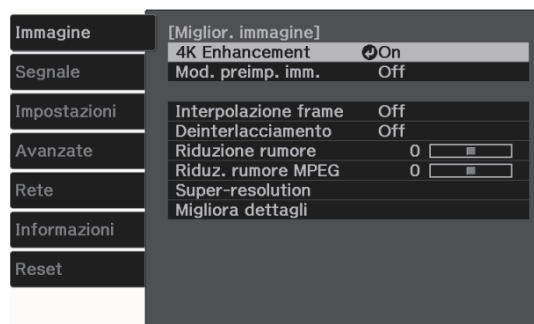 Immagine
Segnale
Impostazioni
Avanzate
Rete
Informazioni
Reset
[Miglior. immagine]
4K Enhancement On
Mod. preimp. imm. Off
Interpolazione frame Off
Deinterlacciamento Off
Riduzione rumore 0
Riduz. rumore MPEG 0
Super-resolution
Migliora dettagli